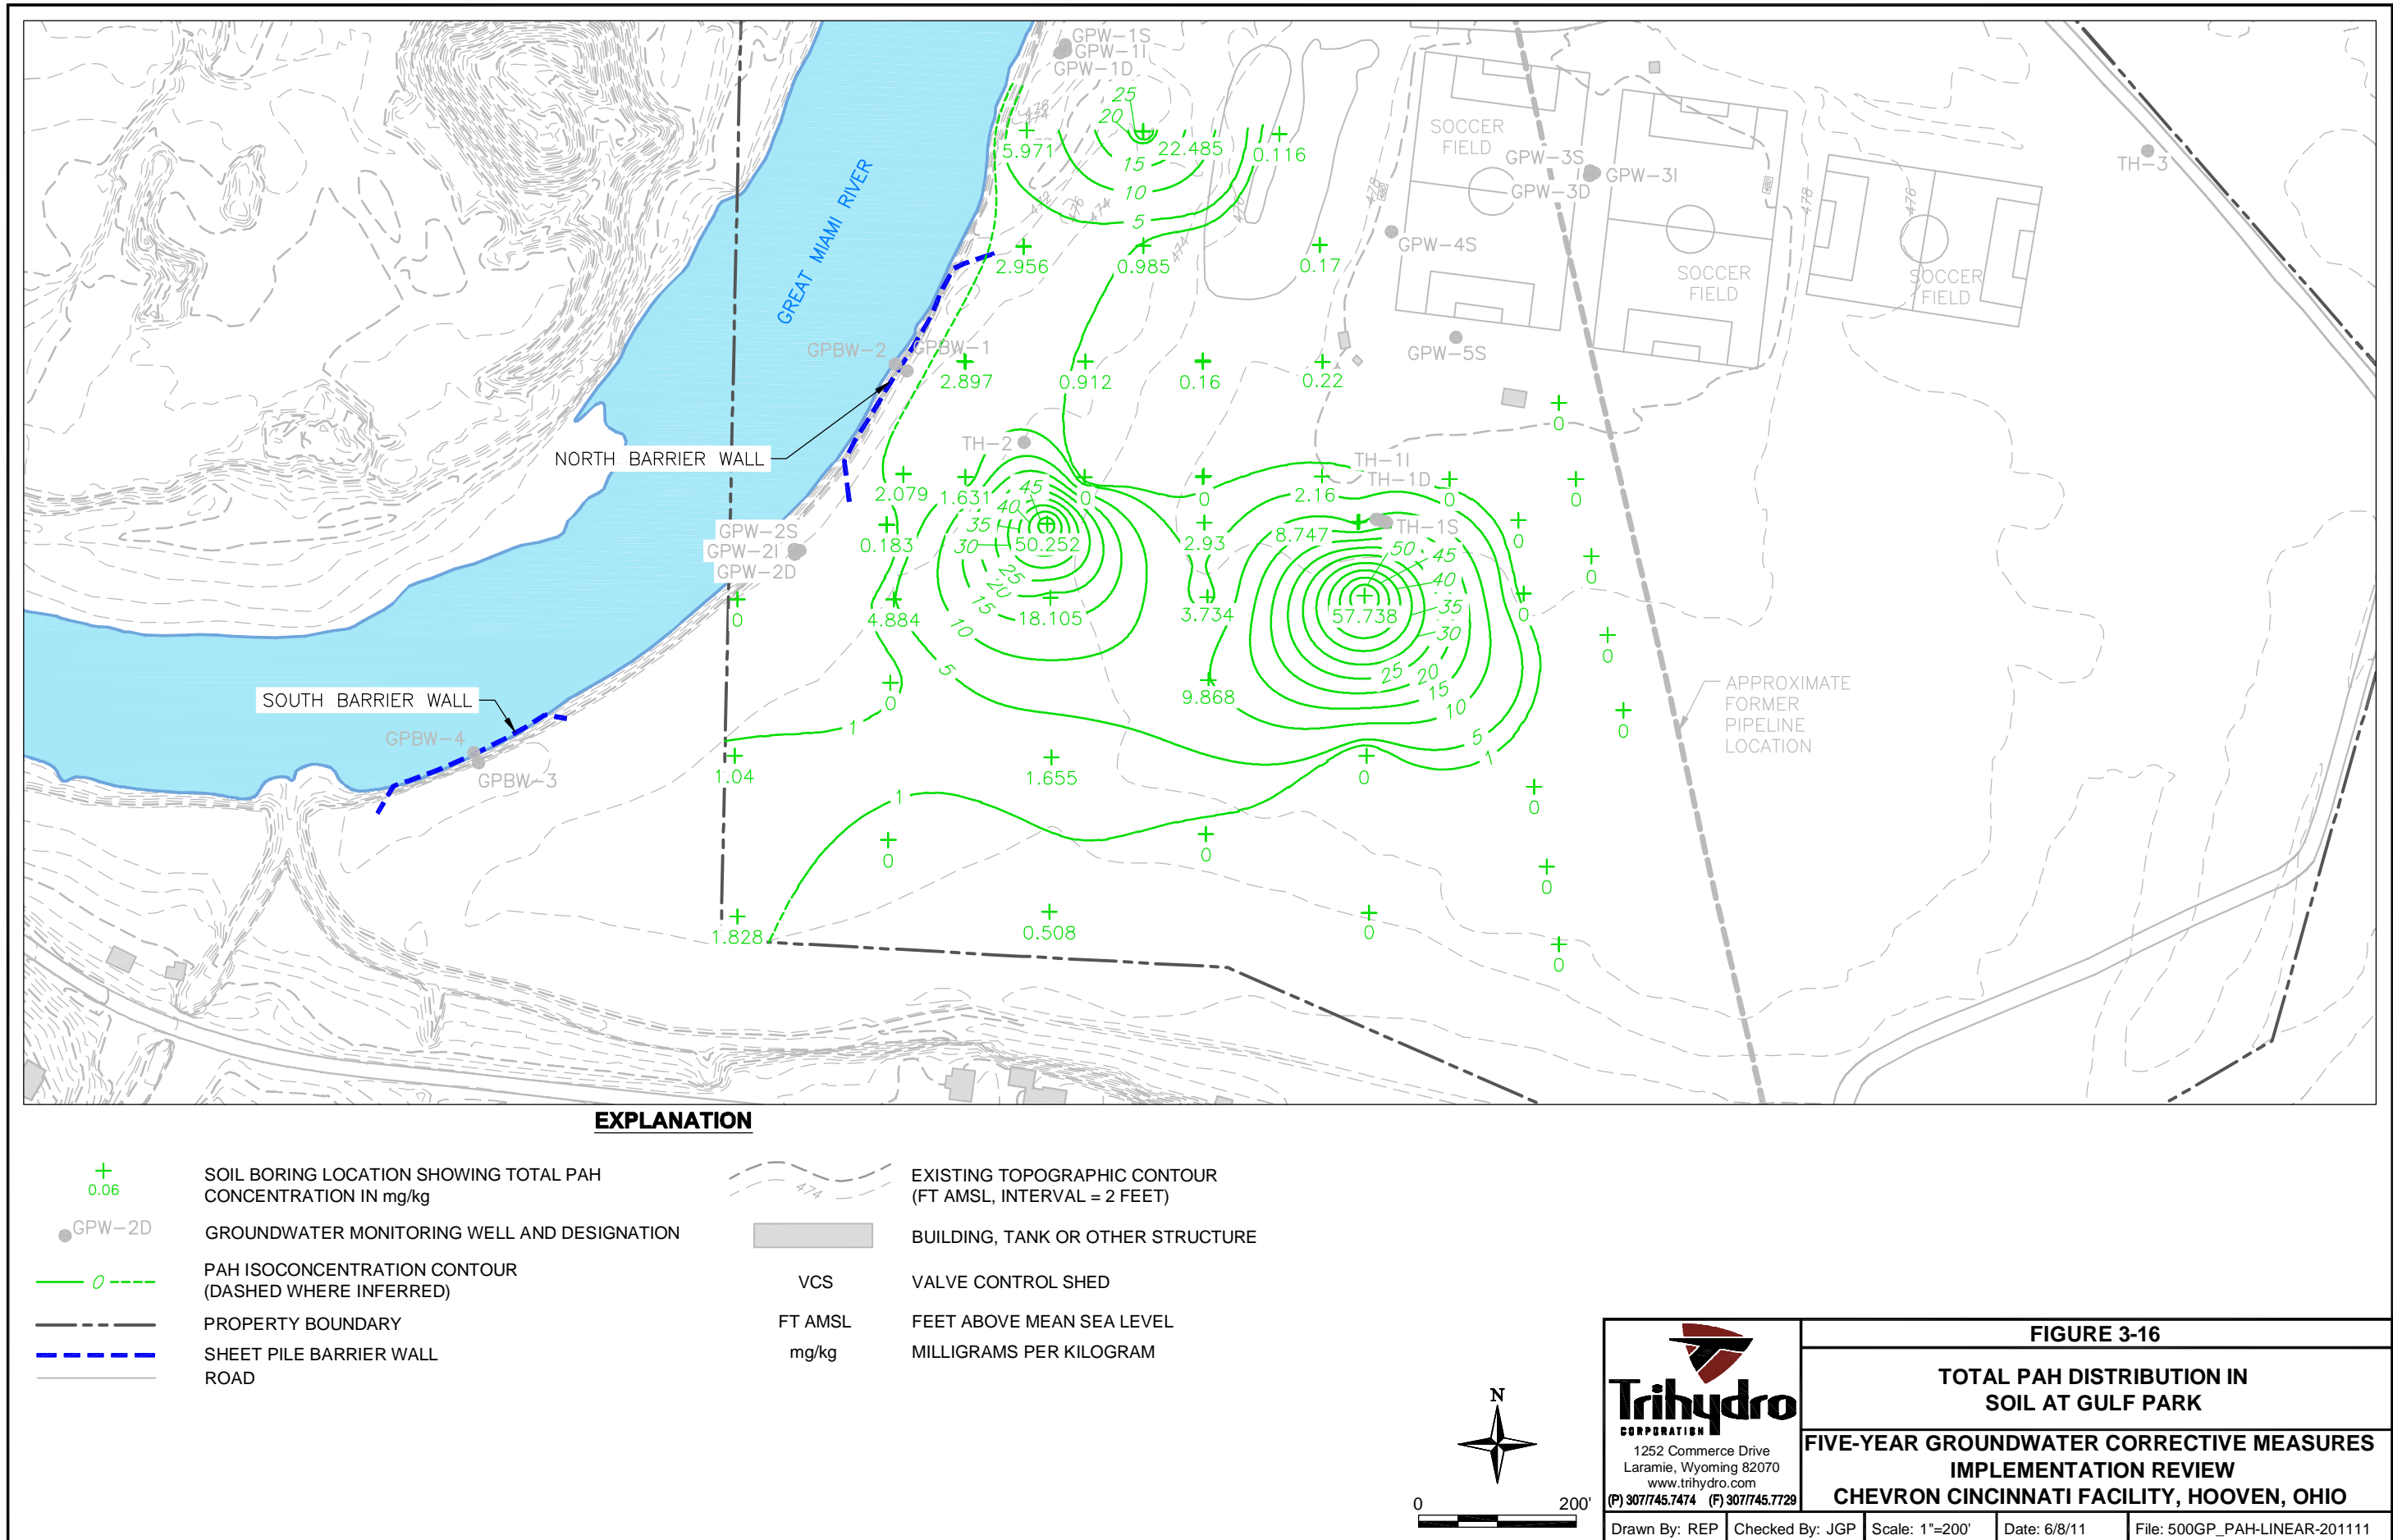 GPW-1S
GPW-1I
GPW-1D
25
20
476
474
5.971
22.485
0.116
15
10
5
472
476
474
470
474
478
SOCCER
FIELD
GPW-3S
GPW-3I
GPW-3D
478
476
TH-3
GREAT MIAMI RIVER
2.956
0.985
0.17
GPW-4S
SOCCER
FIELD
SOCCER
FIELD
GPBW-2
GPBW-1
2.897
0.912
0.16
0.22
GPW-5S
0
NORTH BARRIER WALL
TH-2
TH-1I
TH-1D
2.079
1.631
45
0
0
2.16
0
0
40
35
GPW-2S
GPW-2I
GPW-2D
0.183
30
50.252
2.93
8.747
TH-1S
0
50
45
0
25
20
15
40
35
30
0
4.884
18.105
3.734
57.738
0
10
0
5
25
20
15
10
0
9.868
SOUTH BARRIER WALL
APPROXIMATE
FORMER
PIPELINE
LOCATION
0
1
5
1
GPBW-4
GPBW-3
1.04
1.655
0
0
1
0
0
0
1.828
0.508
0
0
EXPLANATION
0.06
SOIL BORING LOCATION SHOWING TOTAL PAH
CONCENTRATION IN mg/kg
GPW-2D
GROUNDWATER MONITORING WELL AND DESIGNATION
0
PAH ISOCONCENTRATION CONTOUR
(DASHED WHERE INFERRED)
PROPERTY BOUNDARY
SHEET PILE BARRIER WALL
ROAD
474
EXISTING TOPOGRAPHIC CONTOUR
(FT AMSL, INTERVAL = 2 FEET)
BUILDING, TANK OR OTHER STRUCTURE
VCS
VALVE CONTROL SHED
FT AMSL
FEET ABOVE MEAN SEA LEVEL
mg/kg
MILLIGRAMS PER KILOGRAM
N
0
200'
Trihydro
CORPORATION
1252 Commerce Drive
Laramie, Wyoming 82070
www.trihydro.com
(P) 307/745.7474 (F) 307/745.7729
FIGURE 3-16
TOTAL PAH DISTRIBUTION IN
SOIL AT GULF PARK
FIVE-YEAR GROUNDWATER CORRECTIVE MEASURES
IMPLEMENTATION REVIEW
CHEVRON CINCINNATI FACILITY, HOOVEN, OHIO
Drawn By: REP
Checked By: JGP
Scale: 1"=200'
Date: 6/8/11
File: 500GP_PAH-LINEAR-201111